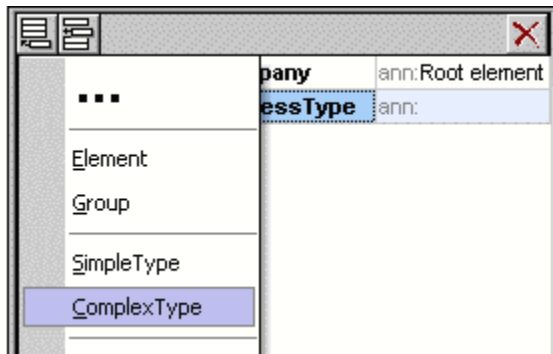 pany ann:Root element
...
essType ann:
Element
Group
SimpleType
ComplexType